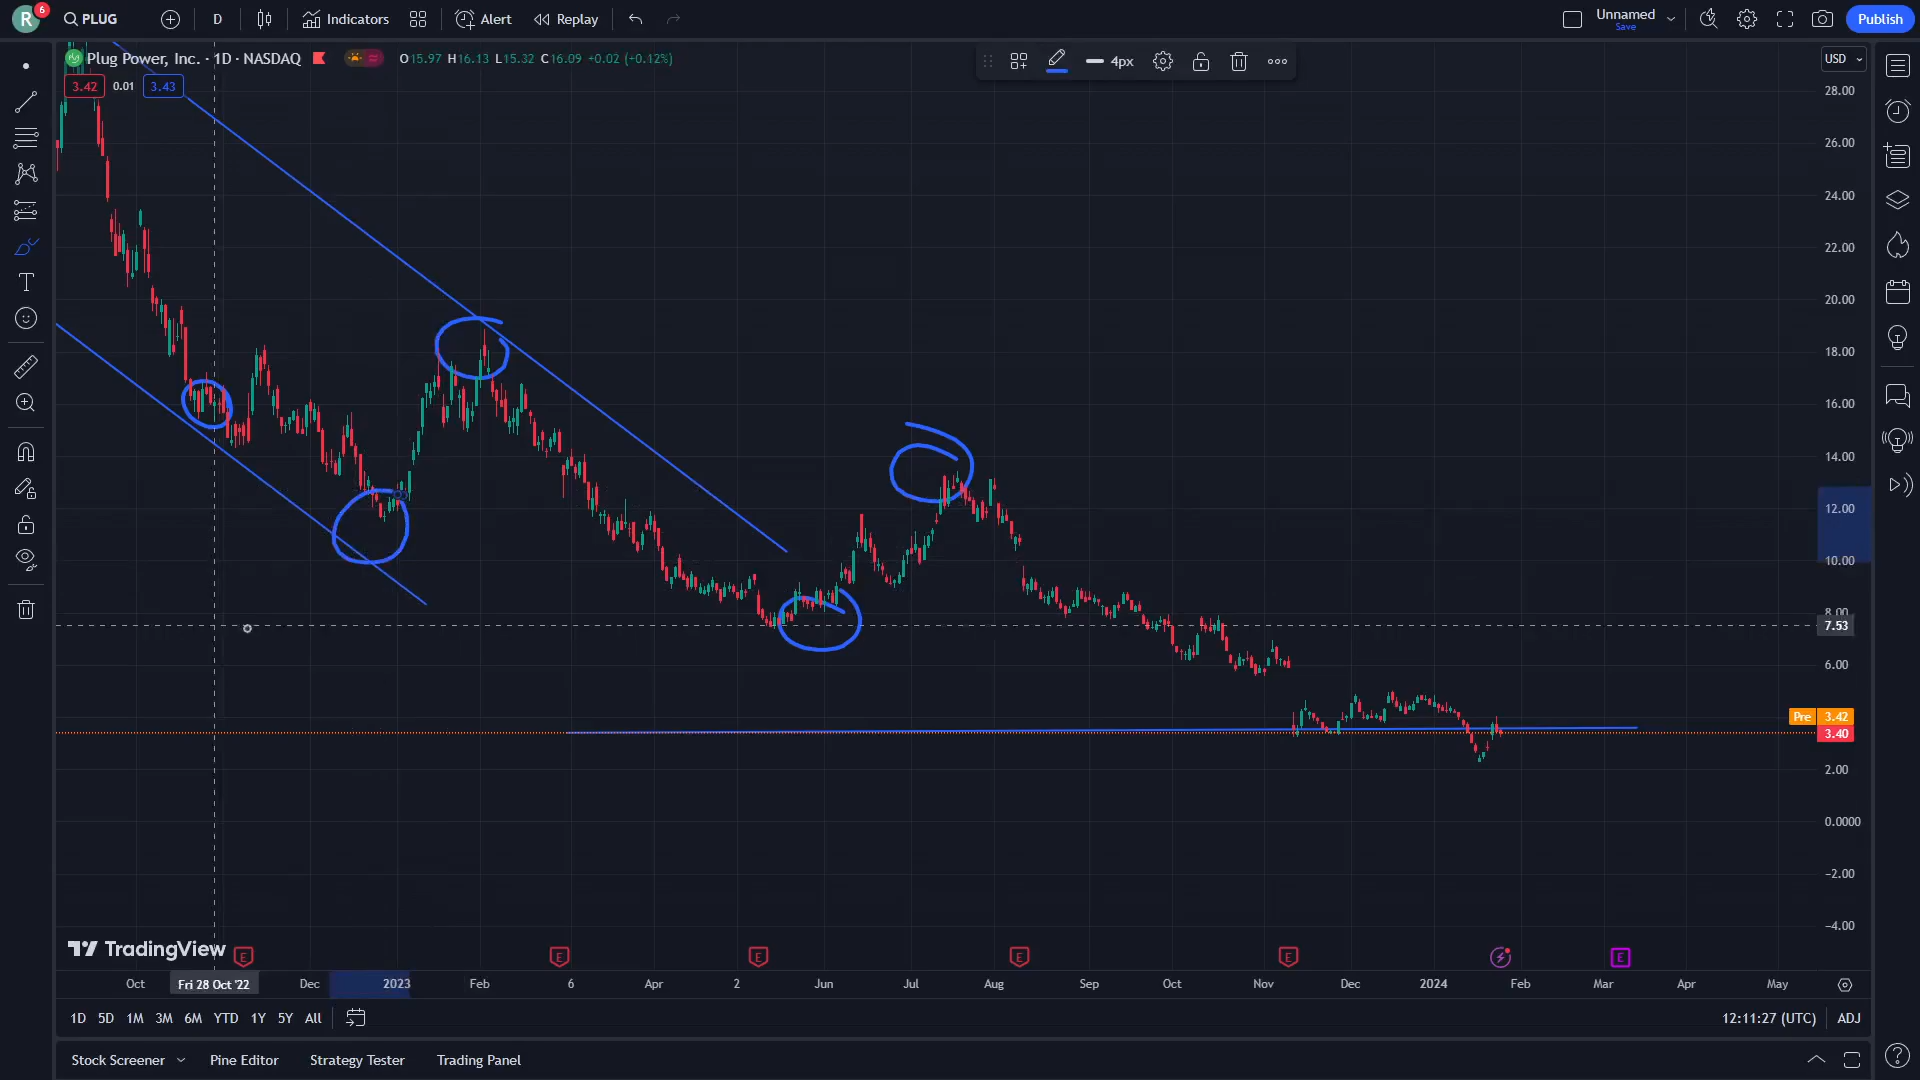 R 6 PLUG D Indicators Alert Replay Unnamed Save Publish
Plug Power, Inc. · 1D · NASDAQ O15.97 H16.13 L15.32 C16.09 +0.02 (+0.12%)
3.42 0.01 3.43
4px
USD
28.00
26.00
24.00
22.00
20.00
18.00
16.00
14.00
12.00
10.00
8.00
7.53
6.00
Pre 3.42
3.40
2.00
0.0000
−2.00
−4.00
TradingView
E E E E E E
Oct Fri 28 Oct '22 Dec 2023 Feb 6 Apr 2 Jun Jul Aug Sep Oct Nov Dec 2024 Feb Mar Apr May
1D 5D 1M 3M 6M YTD 1Y 5Y All 12:11:27 (UTC) ADJ
Stock Screener Pine Editor Strategy Tester Trading Panel